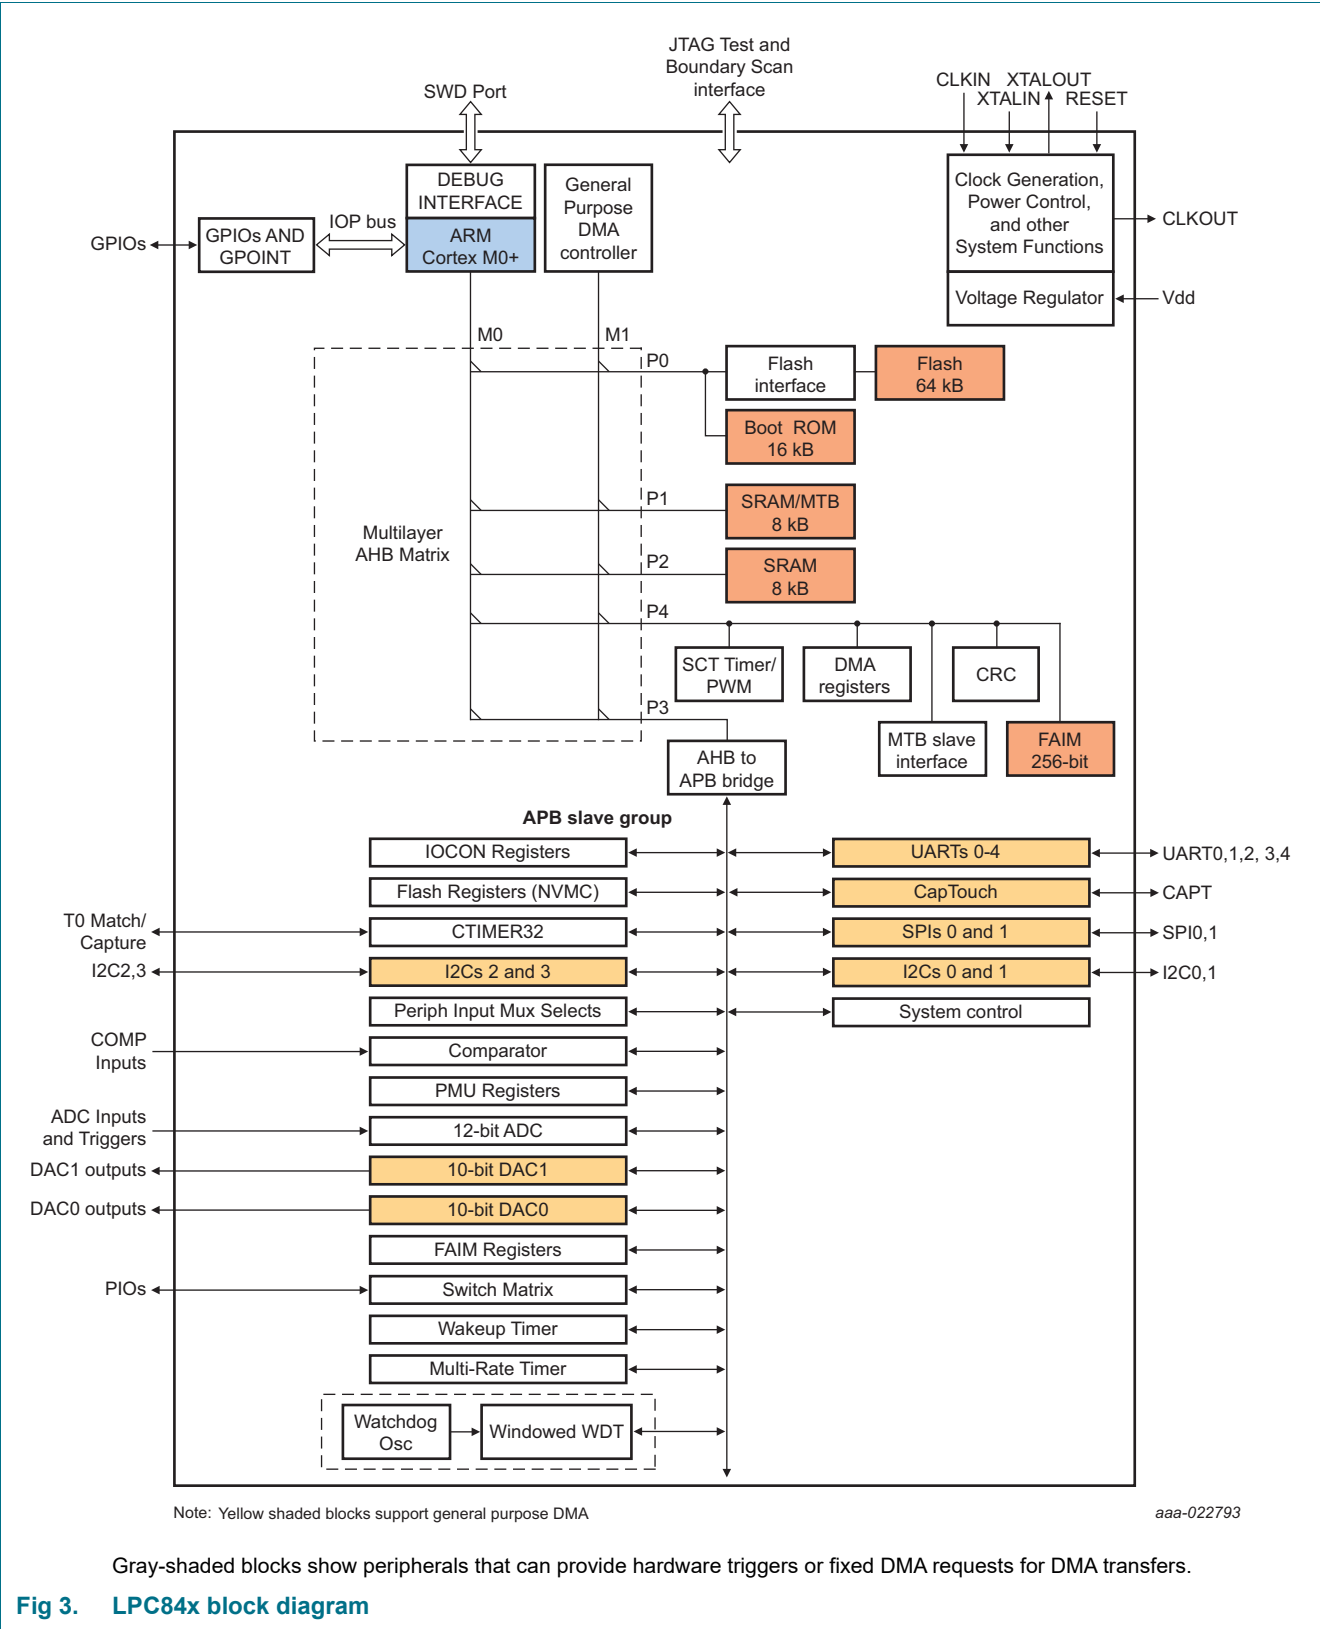 JTAG Test and
Boundary Scan
interface
SWD Port
CLKIN XTALOUT
XTALIN RESET
DEBUG
INTERFACE
ARM
Cortex M0+
General
Purpose
DMA
controller
Clock Generation,
Power Control,
and other
System Functions
CLKOUT
Voltage Regulator
Vdd
GPIOs
GPIOs AND
GPOINT
IOP bus
M0
M1
Multilayer
AHB Matrix
P0
Flash
interface
Flash
64 kB
Boot ROM
16 kB
P1
SRAM/MTB
8 kB
P2
SRAM
8 kB
P4
SCT Timer/
PWM
DMA
registers
CRC
MTB slave
interface
FAIM
256-bit
P3
AHB to
APB bridge
APB slave group
IOCON Registers
UARTs 0-4
UART0,1,2, 3,4
Flash Registers (NVMC)
CapTouch
CAPT
T0 Match/
Capture
CTIMER32
SPIs 0 and 1
SPI0,1
I2C2,3
I2Cs 2 and 3
I2Cs 0 and 1
I2C0,1
Periph Input Mux Selects
System control
COMP
Inputs
Comparator
PMU Registers
ADC Inputs
and Triggers
12-bit ADC
DAC1 outputs
10-bit DAC1
DAC0 outputs
10-bit DAC0
FAIM Registers
PIOs
Switch Matrix
Wakeup Timer
Multi-Rate Timer
Watchdog
Osc
Windowed WDT
Note: Yellow shaded blocks support general purpose DMA
aaa-022793
Gray-shaded blocks show peripherals that can provide hardware triggers or fixed DMA requests for DMA transfers.
Fig 3. LPC84x block diagram